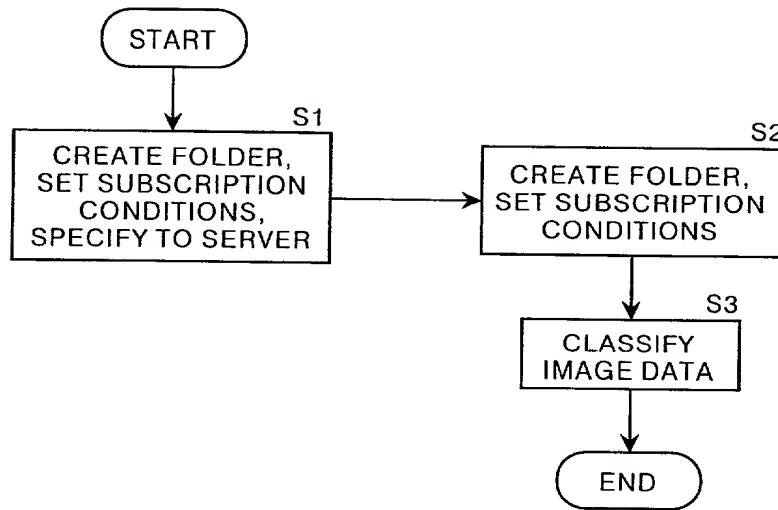 START
S1
CREATE FOLDER,
SET SUBSCRIPTION
CONDITIONS,
SPECIFY TO SERVER
S2
CREATE FOLDER,
SET SUBSCRIPTION
CONDITIONS
S3
CLASSIFY
IMAGE DATA
END